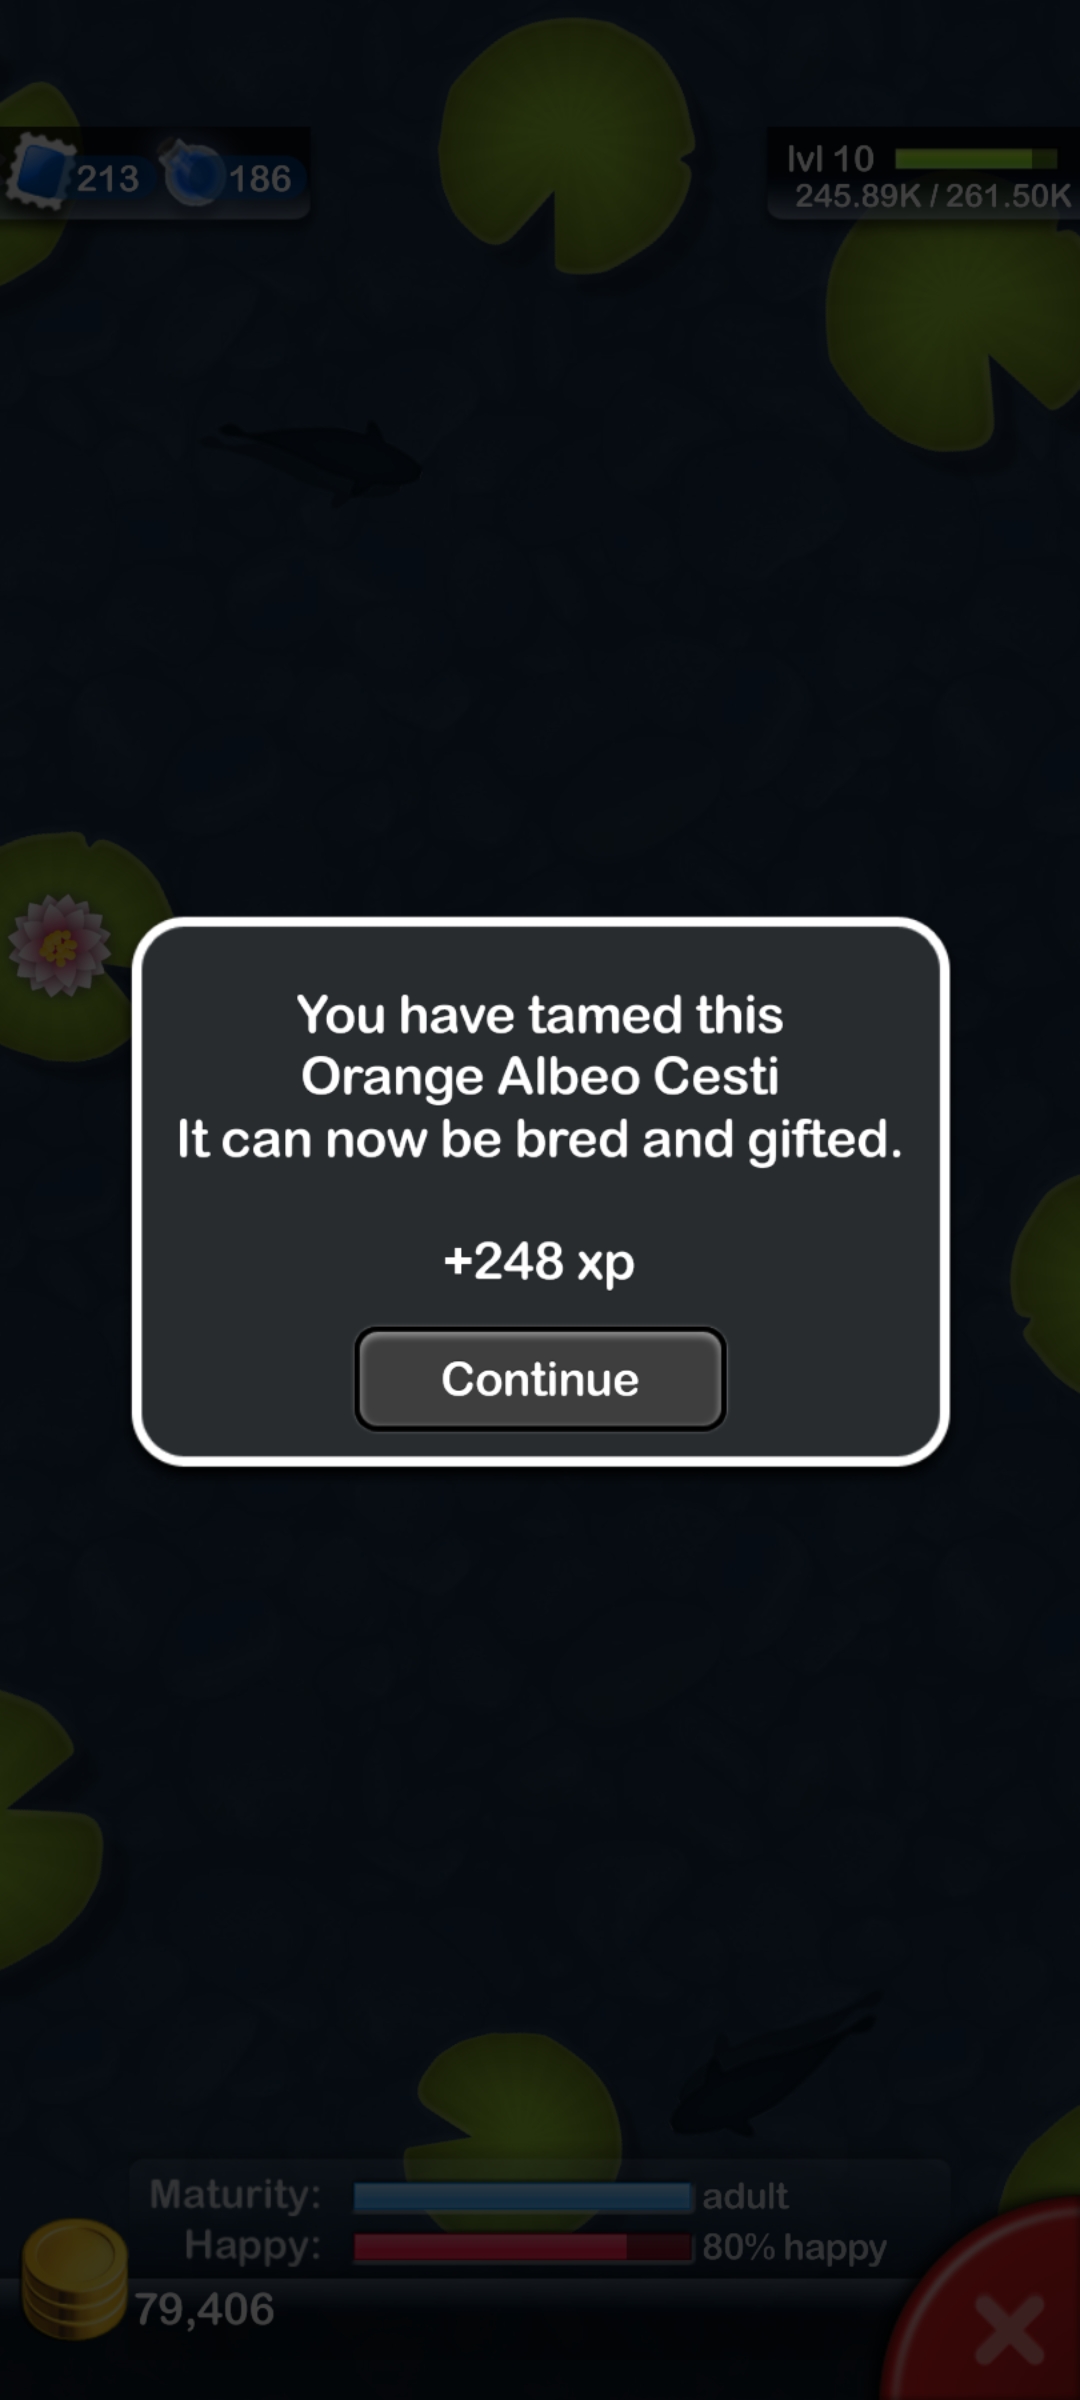 213
186
lvl 10
245.89K / 261.50K
You have tamed this
Orange Albeo Cesti
It can now be bred and gifted.
+248 xp
Continue
Maturity: adult
Happy: 80% happy
79,406